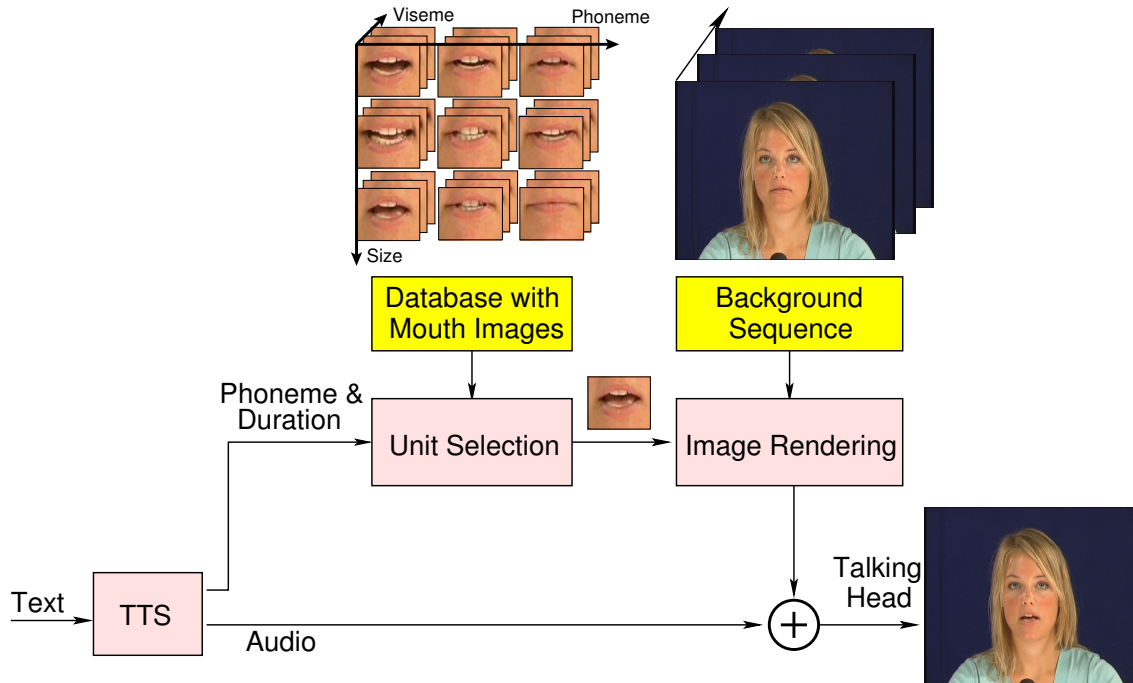 Viseme
Phoneme
Size
Database with
Mouth Images
Background
Sequence
Phoneme &
Duration
Unit Selection
Image Rendering
Text
TTS
Audio
Talking
Head